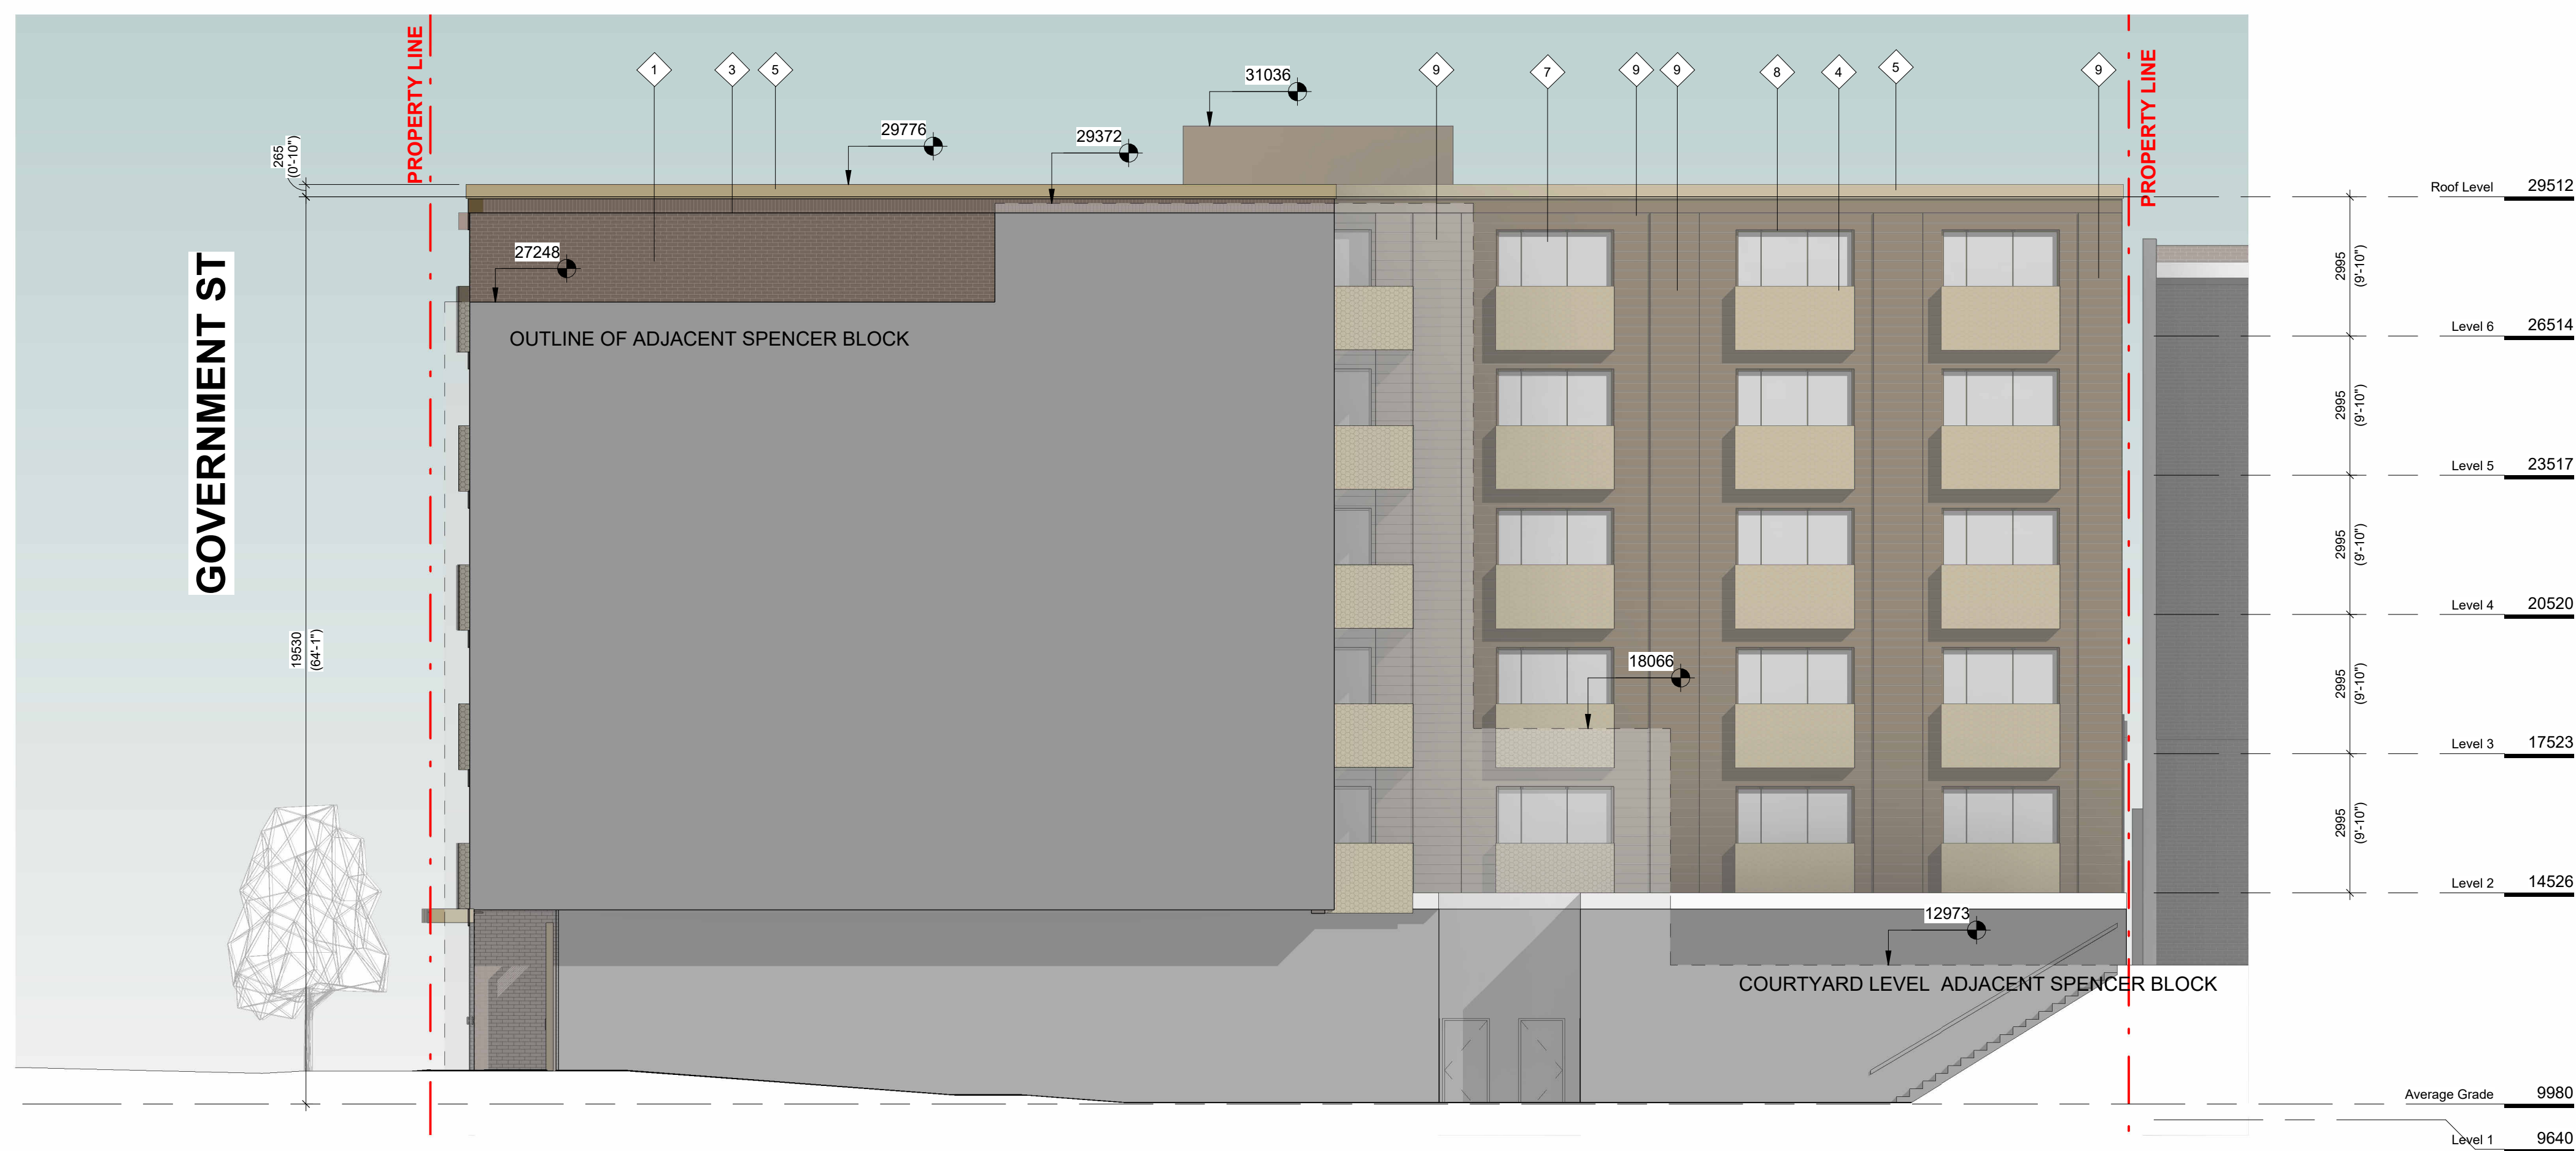 PROPERTY LINE
PROPERTY LINE
1
3
5
9
7
9
9
8
4
5
9
31036
29776
29372
265
(0'-10")
27248
OUTLINE OF ADJACENT SPENCER BLOCK
GOVERNMENT ST
19530
(64'-1")
18066
12973
COURTYARD LEVEL ADJACENT SPENCER BLOCK
Roof Level 29512
2995
(9'-10")
Level 6 26514
2995
(9'-10")
Level 5 23517
2995
(9'-10")
Level 4 20520
2995
(9'-10")
Level 3 17523
2995
(9'-10")
Level 2 14526
Average Grade 9980
Level 1 9640